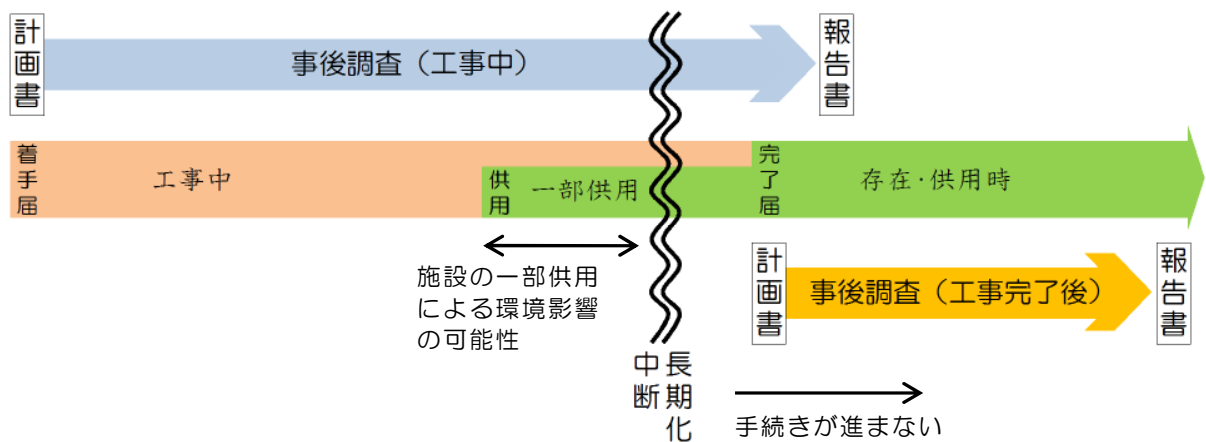 計画書
事後調査（工事中）
報告書
着手届
工事中
供用
一部供用
完了届
存在・供用時
施設の一部供用
による環境影響
の可能性
計画書
事後調査（工事完了後）
報告書
長期化
中断
手続きが進まない